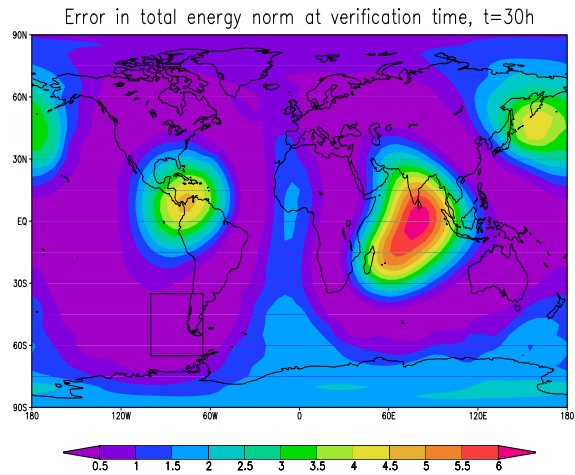 Error in total energy norm at verification time, t=30h
90N
60N
30N
EQ
30S
60S
90S
180 120W 60W 0 60E 120E 180
0.5 1 1.5 2 2.5 3 3.5 4 4.5 5 5.5 6